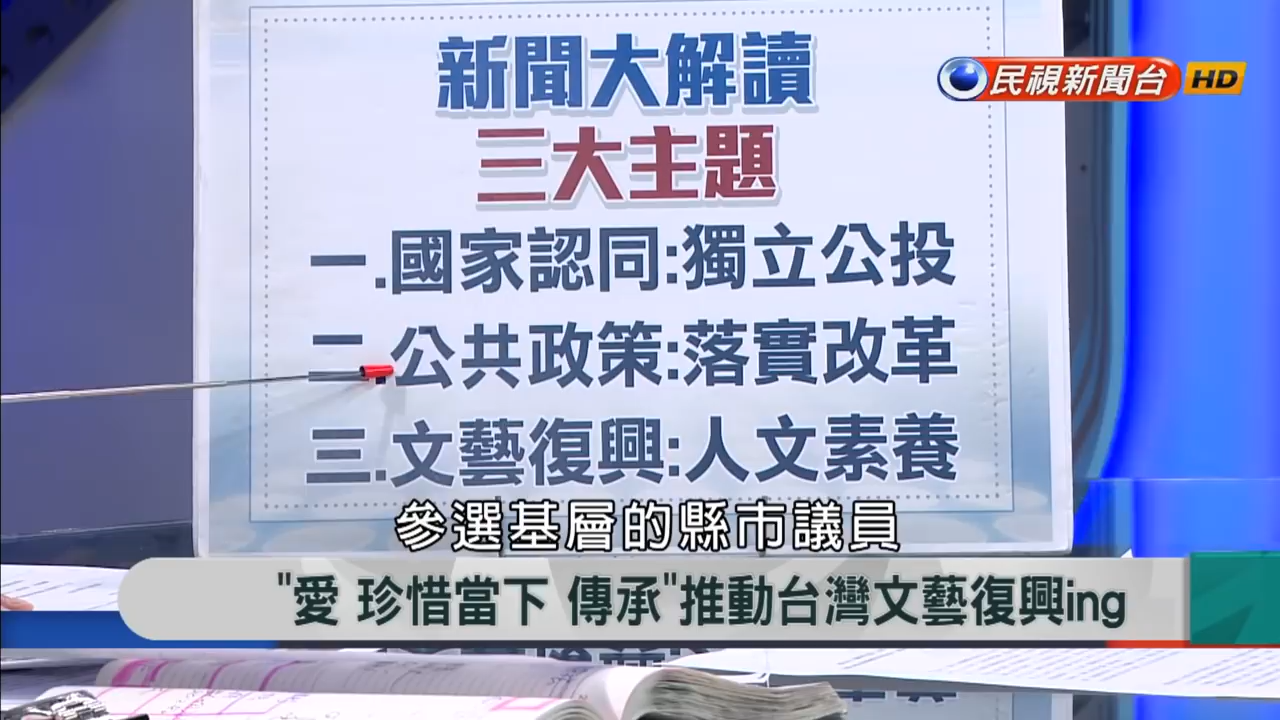 新聞大解讀
民視新聞台 HD
三大主題
一.國家認同:獨立公投
二.公共政策:落實改革
三.文藝復興:人文素養
參選基層的縣市議員
"愛 珍惜當下 傳承"推動台灣文藝復興ing